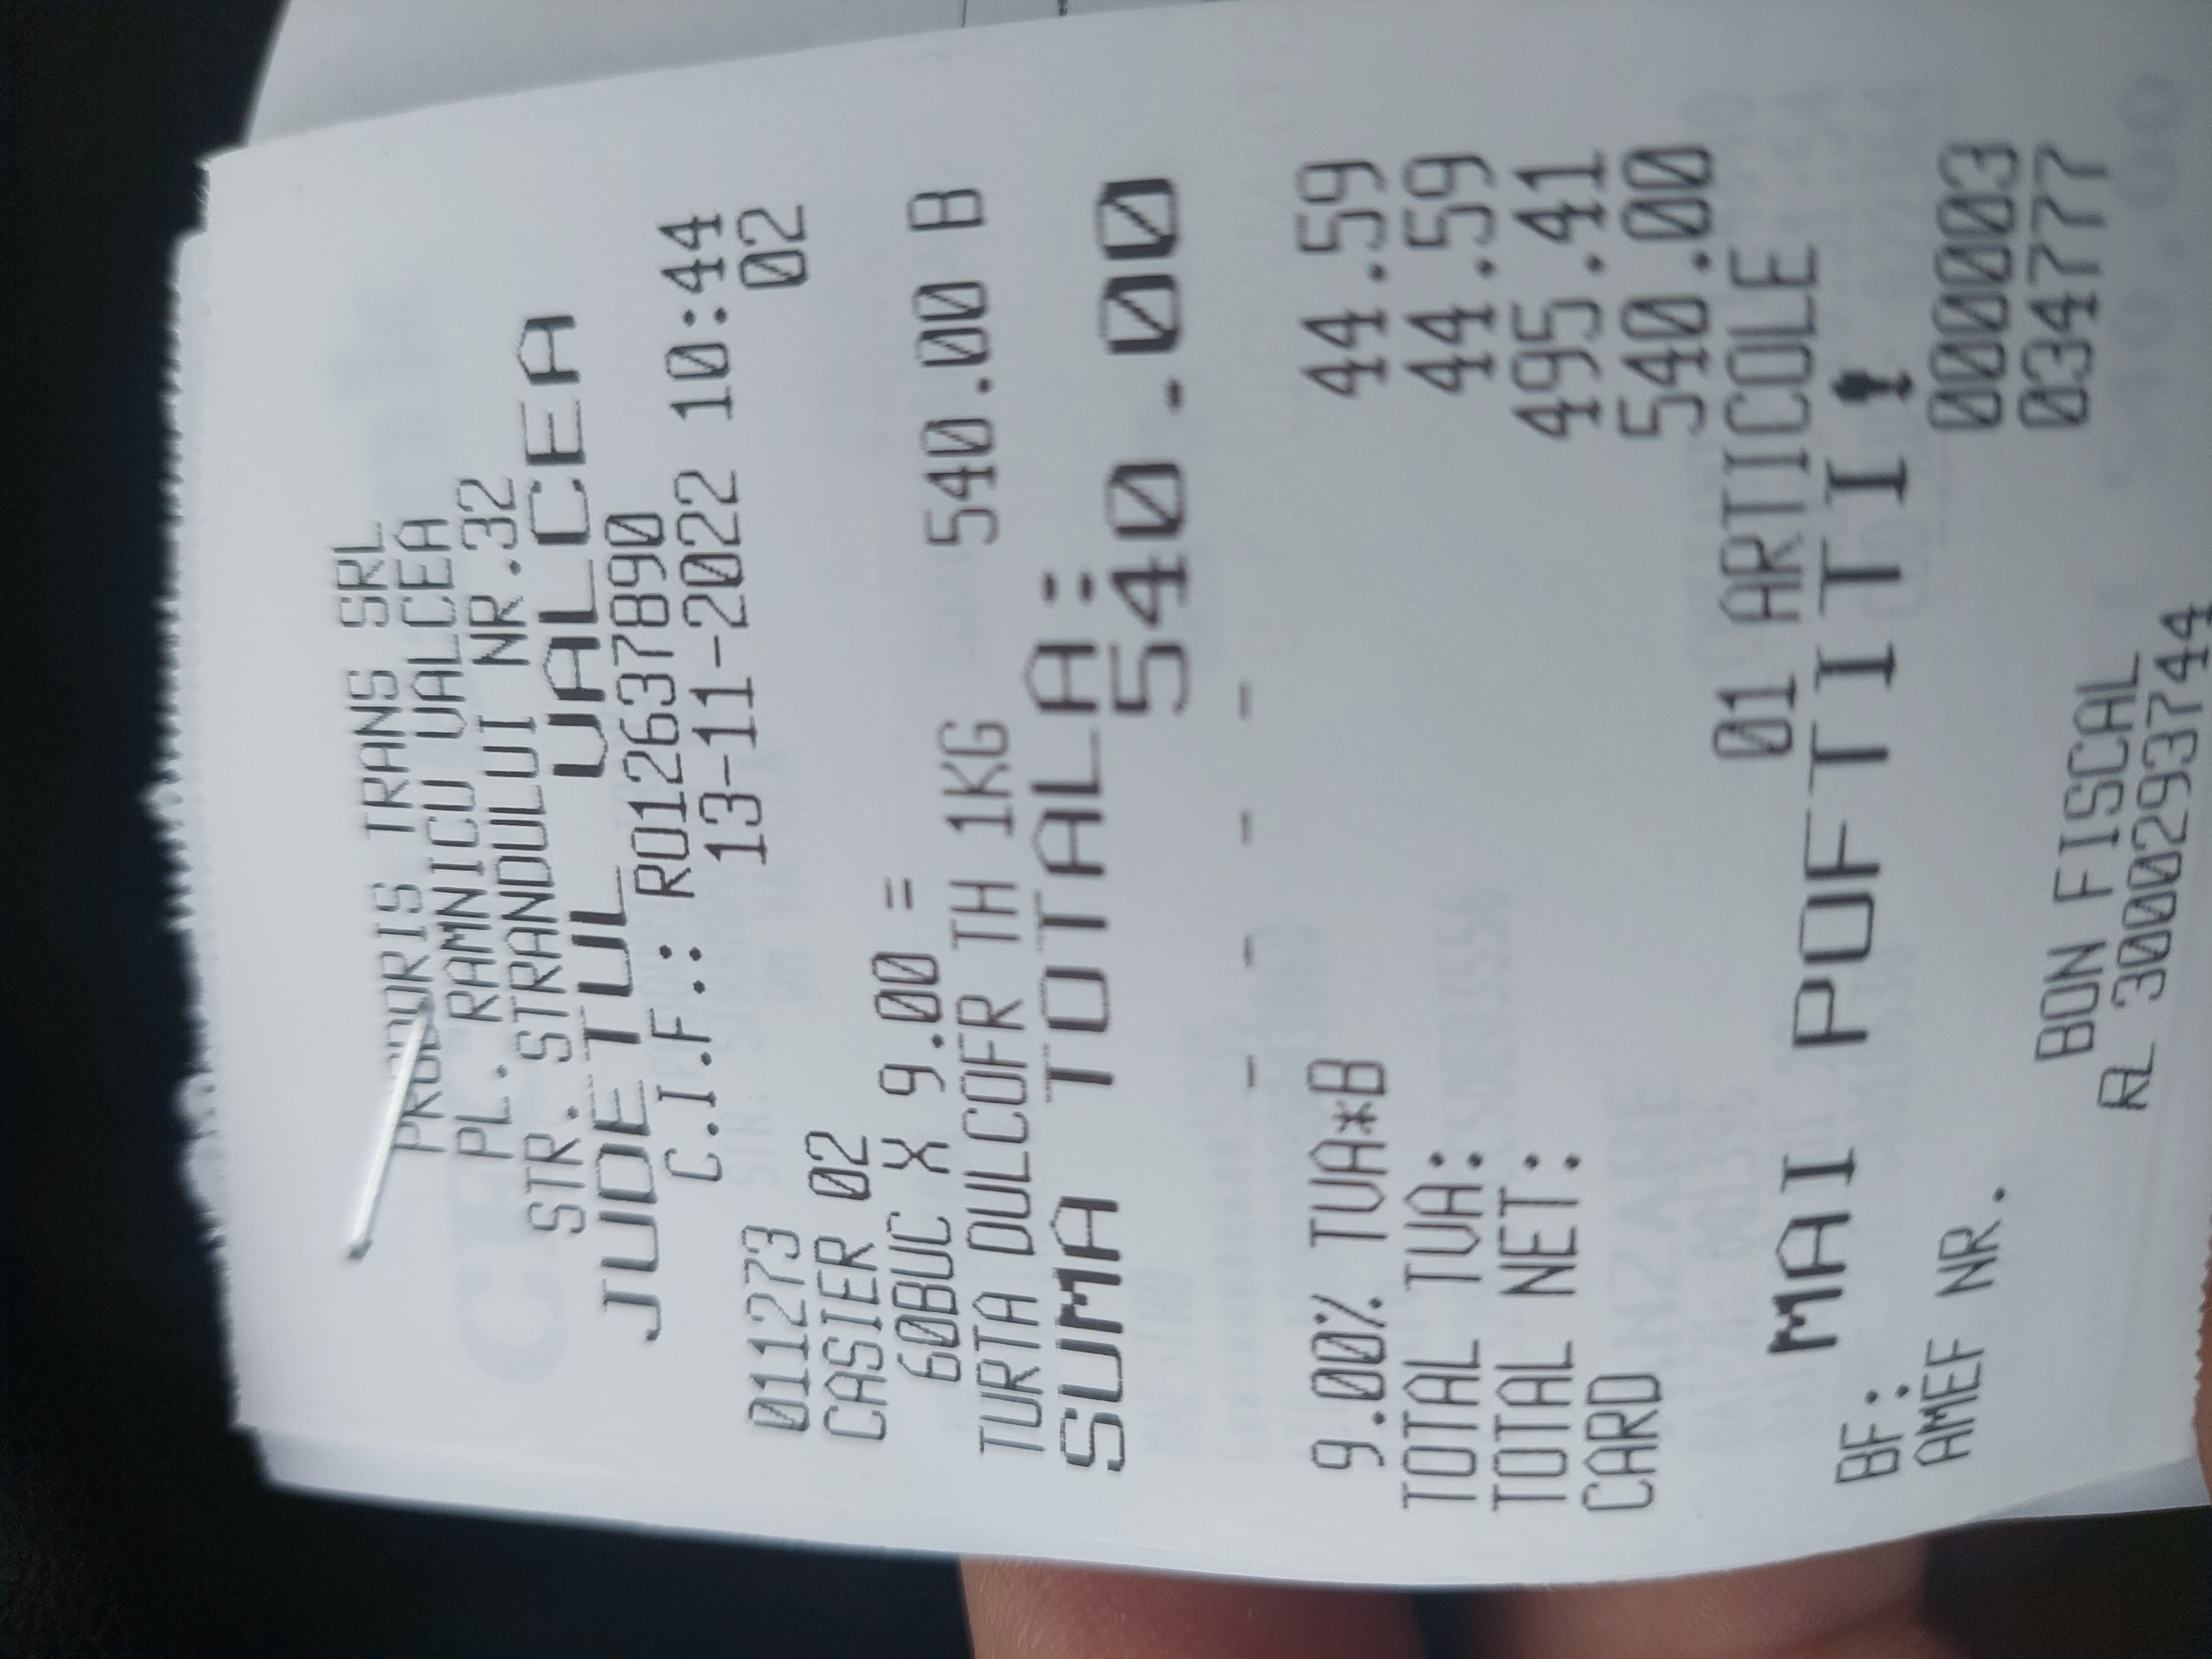 PRODORIS TRANS SRL
PL. RAMNICU VALCEA
STR. STRANDULUI NR.32
JUDETUL VALCEA
C.I.F.: RO12637890
13-11-2022 10:44
011273 02
CASIER 02
60BUC X 9.00 =
TURTA DULCOFR TH 1KG 540.00 B
SUMA TOTALA:
540.00
- - - -
9.00% TVA*B 44.59
TOTAL TVA: 44.59
TOTAL NET: 495.41
CARD 540.00
01 ARTICOLE
MAI POFTITI!
BF: 000003
AMEF NR. 034777
BON FISCAL
RL 3000293744